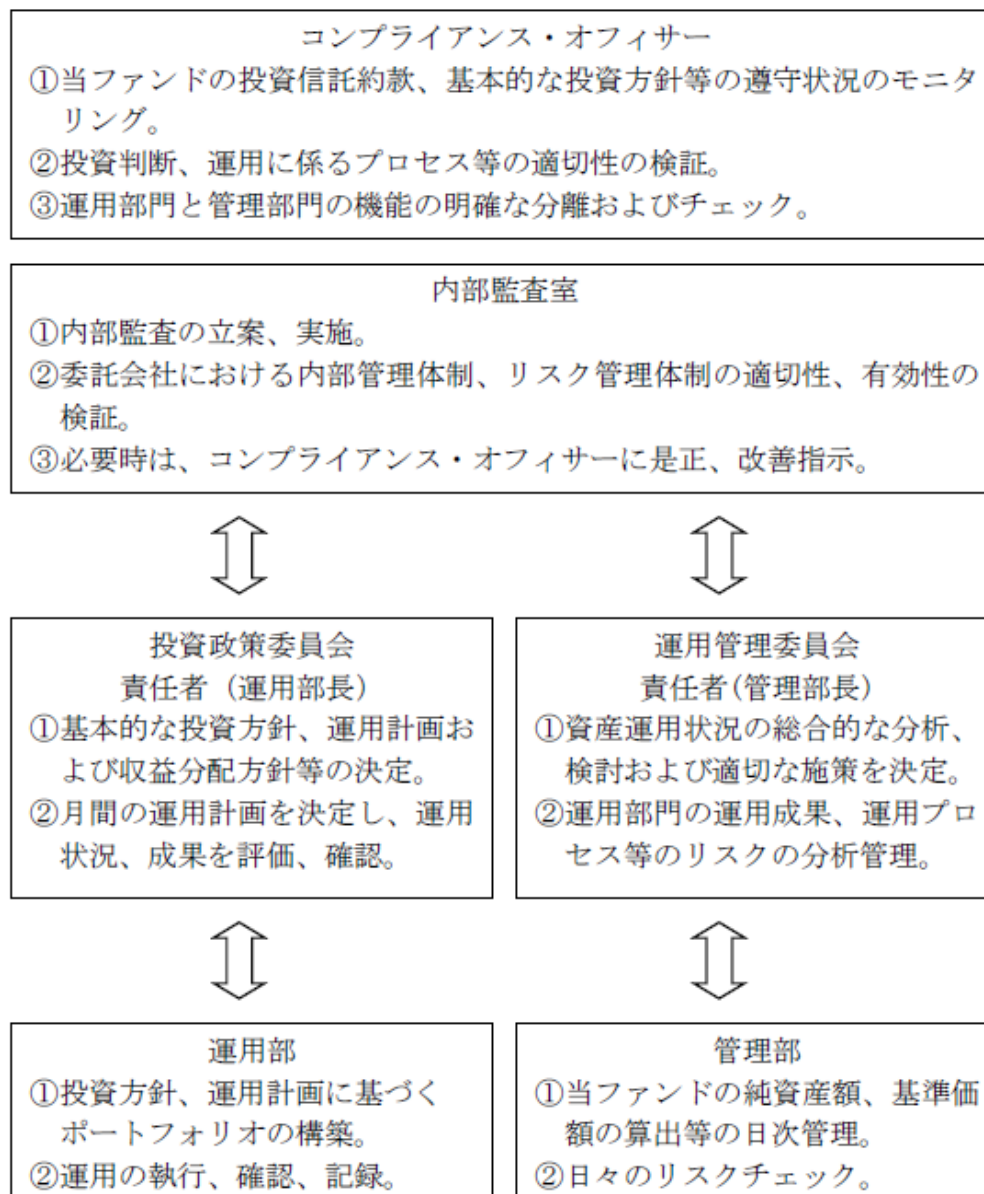 コンプライアンス・オフィサー
①当ファンドの投資信託約款、基本的な投資方針等の遵守状況のモニタ
リング。
②投資判断、運用に係るプロセス等の適切性の検証。
③運用部門と管理部門の機能の明確な分離およびチェック。
内部監査室
①内部監査の立案、実施。
②委託会社における内部管理体制、リスク管理体制の適切性、有効性の
検証。
③必要時は、コンプライアンス・オフィサーに是正、改善指示。
投資政策委員会
責任者（運用部長）
①基本的な投資方針、運用計画お
よび収益分配方針等の決定。
②月間の運用計画を決定し、運用
状況、成果を評価、確認。
運用管理委員会
責任者(管理部長)
①資産運用状況の総合的な分析、
検討および適切な施策を決定。
②運用部門の運用成果、運用プロ
セス等のリスクの分析管理。
運用部
①投資方針、運用計画に基づく
ポートフォリオの構築。
②運用の執行、確認、記録。
管理部
①当ファンドの純資産額、基準価
額の算出等の日次管理。
②日々のリスクチェック。